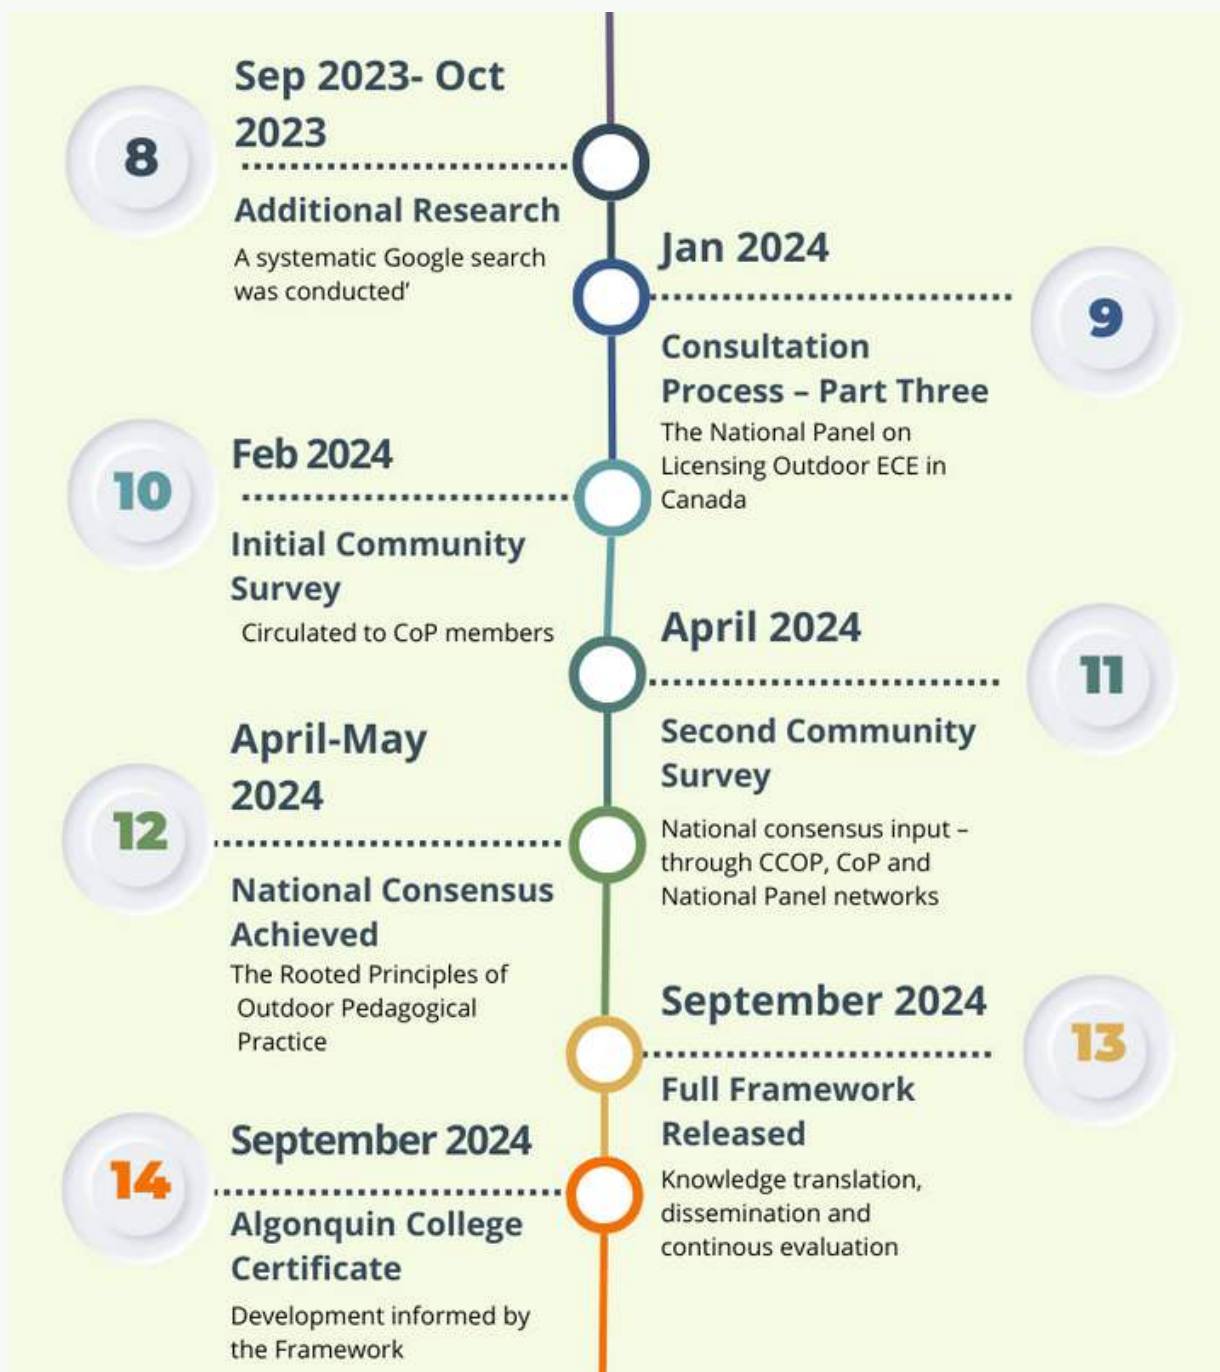 8
Sep 2023- Oct
2023
Additional Research
A systematic Google search
was conducted’
9
Jan 2024
Consultation
Process – Part Three
The National Panel on
Licensing Outdoor ECE in
Canada
10
Feb 2024
Initial Community
Survey
Circulated to CoP members
11
April 2024
Second Community
Survey
National consensus input –
through CCOP, CoP and
National Panel networks
12
April-May
2024
National Consensus
Achieved
The Rooted Principles of
Outdoor Pedagogical
Practice
13
September 2024
Full Framework
Released
Knowledge translation,
dissemination and
continous evaluation
14
September 2024
Algonquin College
Certificate
Development informed by
the Framework